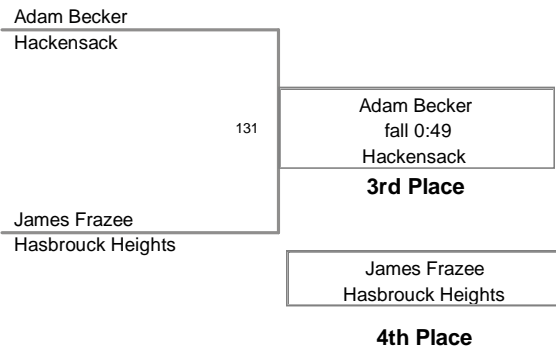 Adam Becker
Hackensack
131
Adam Becker
fall 0:49
Hackensack
3rd Place
James Frazee
Hasbrouck Heights
James Frazee
Hasbrouck Heights
4th Place